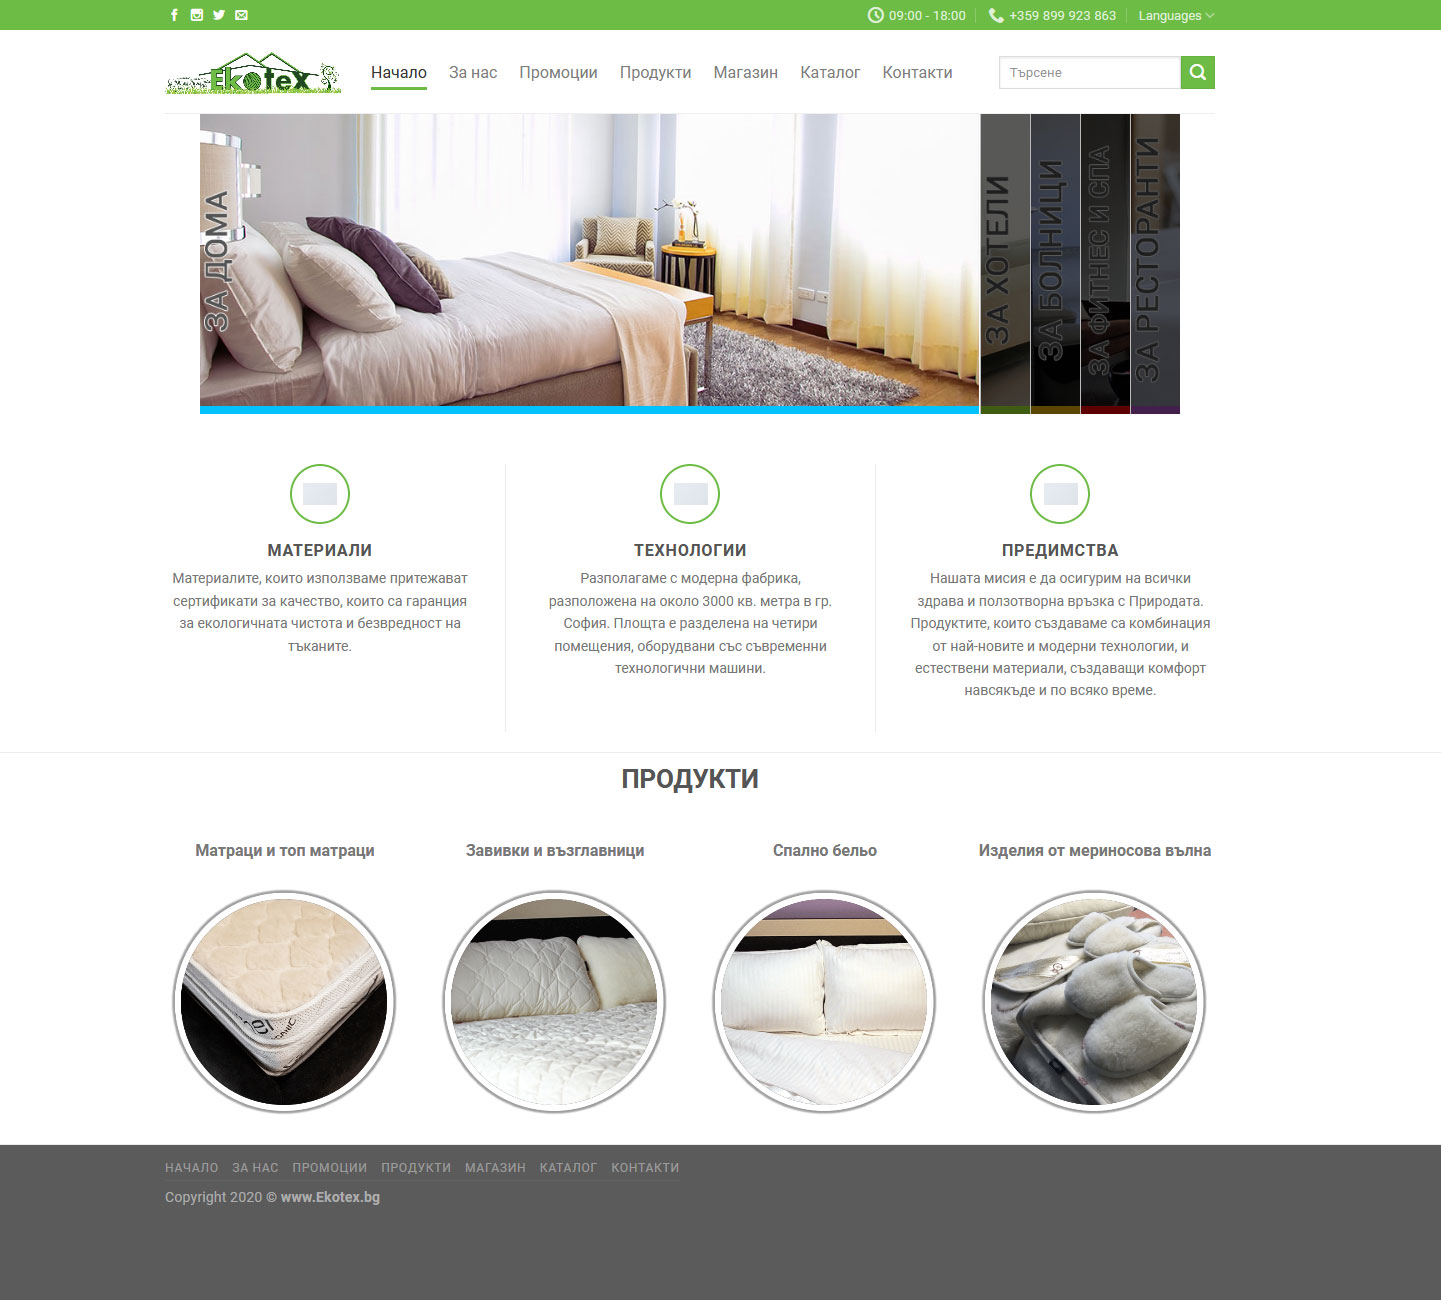 09:00 - 18:00
+359 899 923 863
Languages
Ekotex
Начало
За нас
Промоции
Продукти
Магазин
Каталог
Контакти
Търсене
ЗА ДОМА
ЗА ХОТЕЛИ
ЗА БОЛНИЦИ
ЗА ФИТНЕС И СПА
ЗА РЕСТОРАНТИ
МАТЕРИАЛИ
Материалите, които използваме притежават
сертификати за качество, които са гаранция
за екологичната чистота и безвредност на
тъканите.
ТЕХНОЛОГИИ
Разполагаме с модерна фабрика,
разположена на около 3000 кв. метра в гр.
София. Площта е разделена на четири
помещения, оборудвани със съвременни
технологични машини.
ПРЕДИМСТВА
Нашата мисия е да осигурим на всички
здрава и ползотворна връзка с Природата.
Продуктите, които създаваме са комбинация
от най-новите и модерни технологии, и
естествени материали, създаващи комфорт
навсякъде и по всяко време.
ПРОДУКТИ
Матраци и топ матраци
Завивки и възглавници
Спално бельо
Изделия от мериносова вълна
НАЧАЛО
ЗА НАС
ПРОМОЦИИ
ПРОДУКТИ
МАГАЗИН
КАТАЛОГ
КОНТАКТИ
Copyright 2020 © www.Ekotex.bg